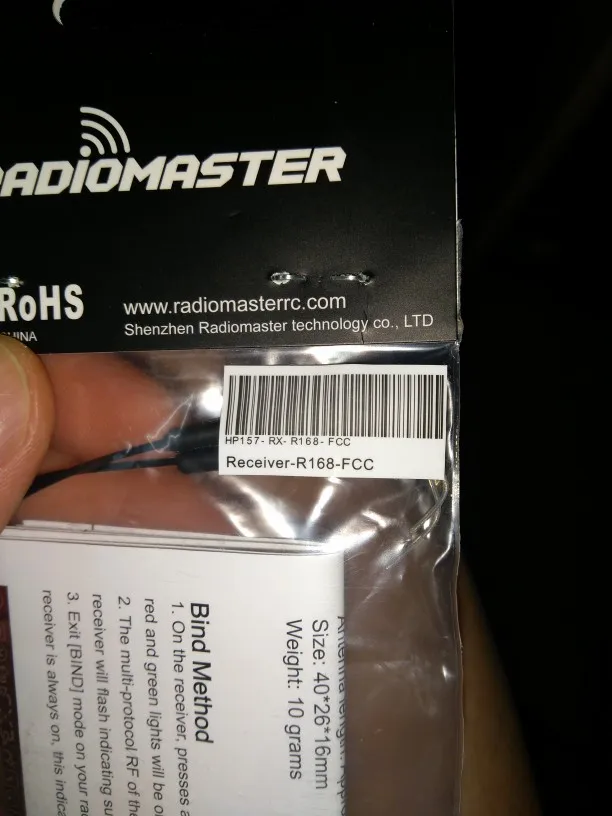 RADIOMASTER
RoHS
CHINA
www.radiomasterrc.com
Shenzhen Radiomaster technology co., LTD
HP157-RX-R168-FCC
Receiver-R168-FCC
Size: 40*26*16mm
Weight: 10 grams
Bind Method
1. On the receiver, presses
red and green lights will be
2. The multi-protocol RF of the
receiver will flash indicating
3. Exit [BIND] mode on your
receiver is always on, this